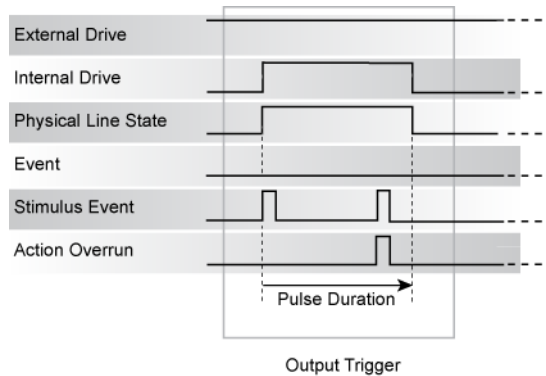 External Drive
Internal Drive
Physical Line State
Event
Stimulus Event
Action Overrun
Pulse Duration
Output Trigger